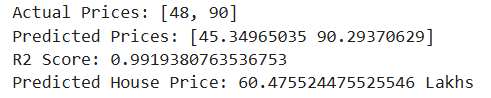 Actual Prices: [48, 90]
Predicted Prices: [45.34965035 90.29370629]
R2 Score: 0.9919380763536753
Predicted House Price: 60.475524475525546 Lakhs